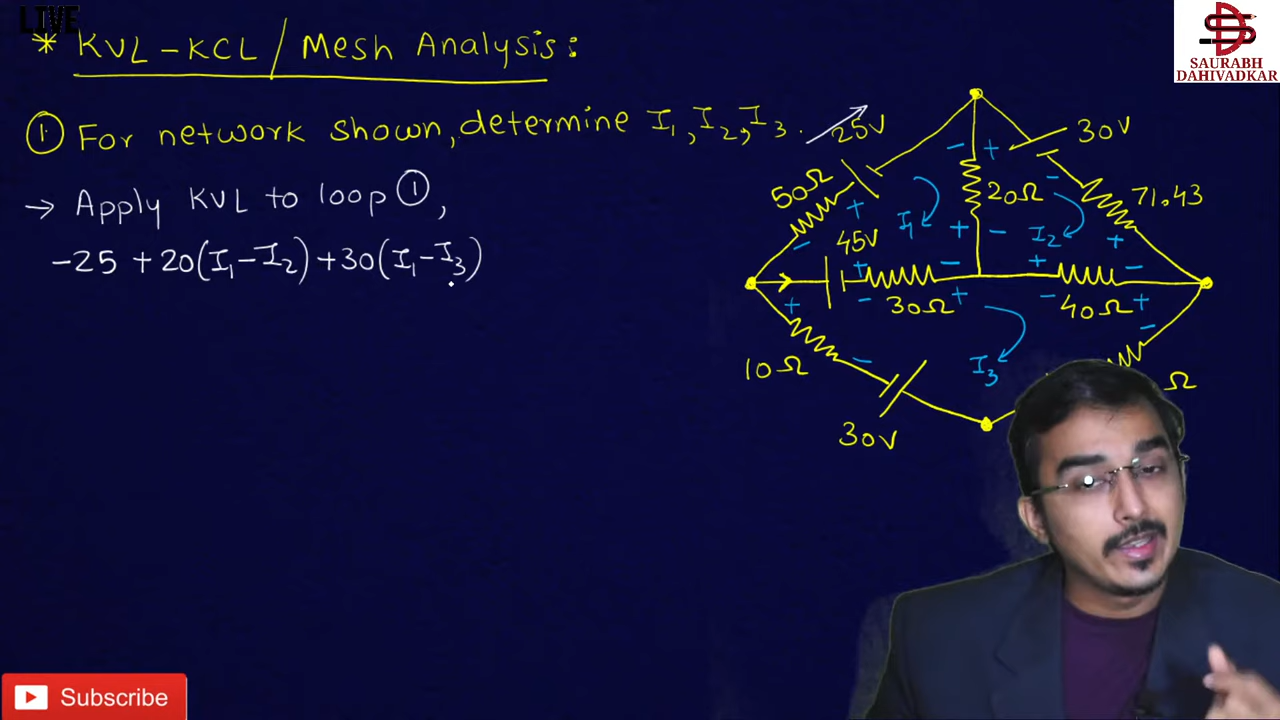 LIVE
* KVL-KCL / Mesh Analysis:
SAURABH
DAHIVADKAR
① For network shown, determine I₁, I₂, I₃.
→ Apply KVL to loop ①,
-25 + 20(I₁-I₂) + 30(I₁-I₃)
25V
30V
50Ω
20Ω
71.43
45V
I₁
I₂
30Ω
40Ω
10Ω
I₃
Ω
30V
Subscribe